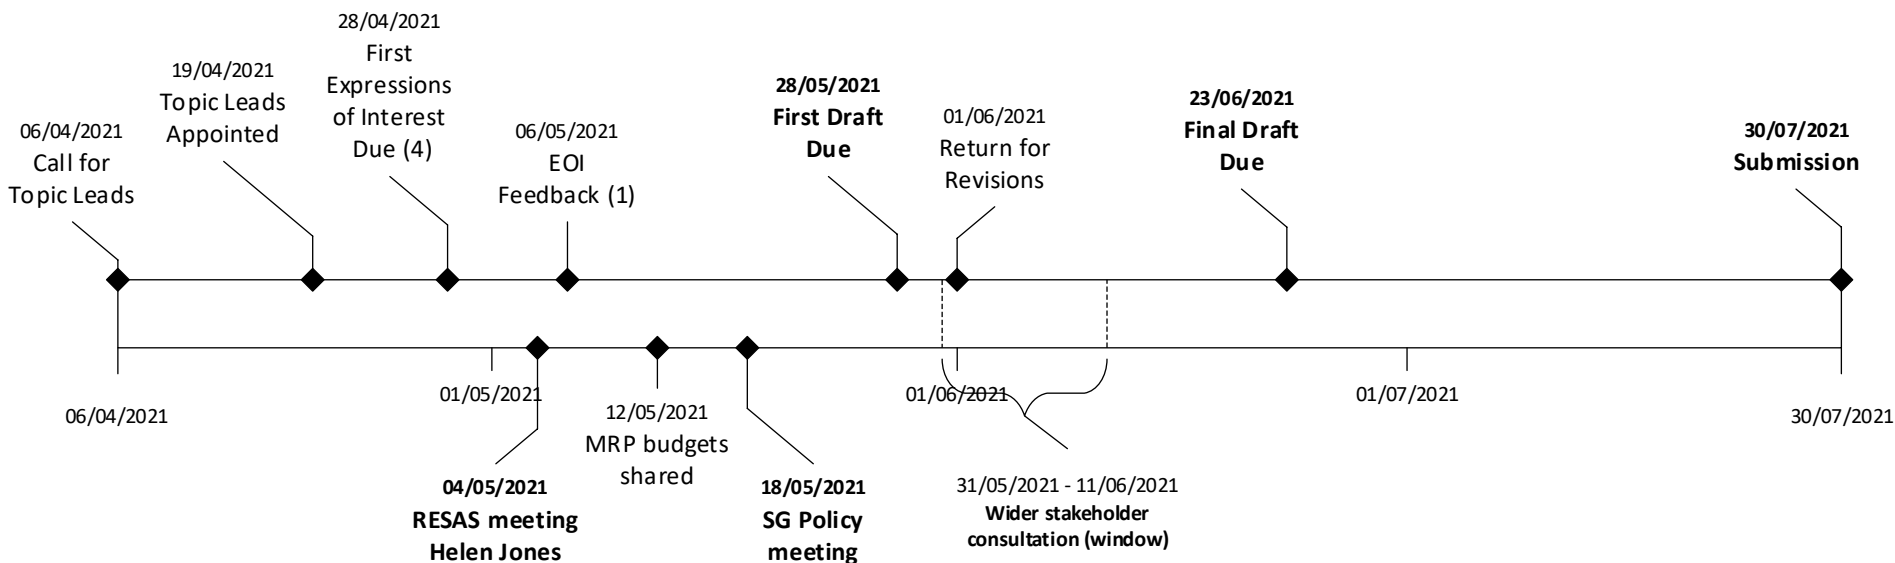 06/04/2021
Call for
Topic Leads
19/04/2021
Topic Leads
Appointed
28/04/2021
First
Expressions
of Interest
Due (4)
06/05/2021
EOI
Feedback (1)
28/05/2021
First Draft
Due
01/06/2021
Return for
Revisions
23/06/2021
Final Draft
Due
30/07/2021
Submission
06/04/2021
01/05/2021
01/06/2021
01/07/2021
30/07/2021
04/05/2021
RESAS meeting
Helen Jones
12/05/2021
MRP budgets
shared
18/05/2021
SG Policy
meeting
31/05/2021 - 11/06/2021
Wider stakeholder
consultation (window)